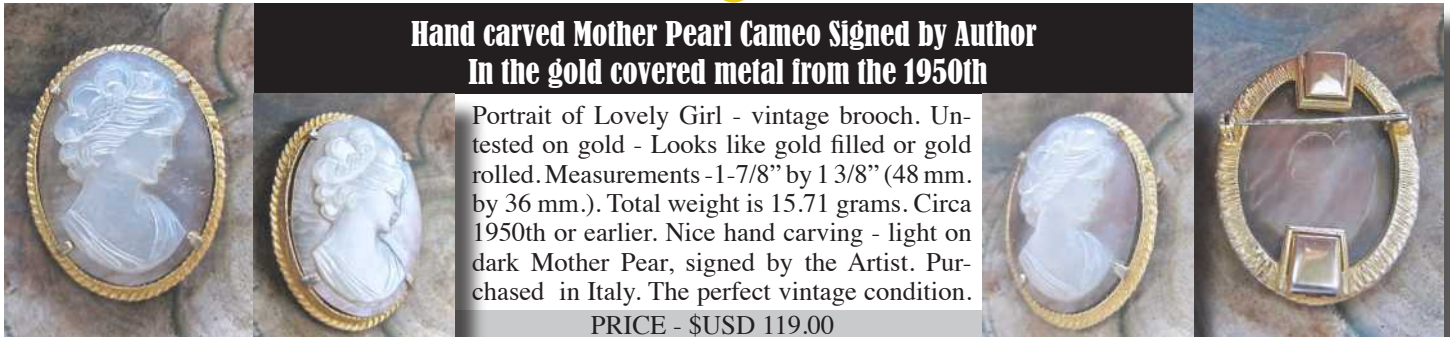 Hand carved Mother Pearl Cameo Signed by Author
In the gold covered metal from the 1950th
Portrait of Lovely Girl - vintage brooch. Un-
tested on gold - Looks like gold filled or gold
rolled. Measurements -1-7/8” by 1 3/8” (48 mm.
by 36 mm.). Total weight is 15.71 grams. Circa
1950th or earlier. Nice hand carving - light on
dark Mother Pear, signed by the Artist. Pur-
chased in Italy. The perfect vintage condition.
PRICE - $USD 119.00